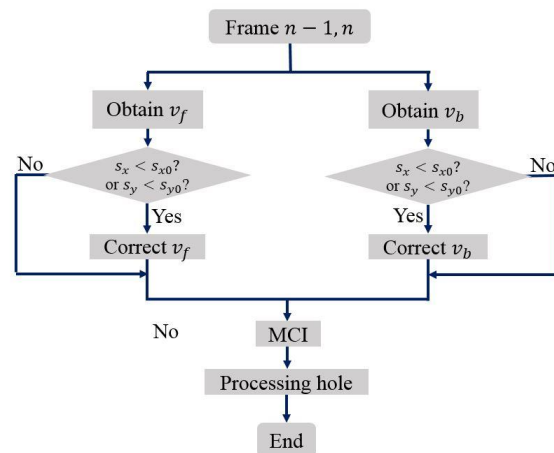 Frame n − 1, n
Obtain v_f
Obtain v_b
No
s_x < s_x0?
or s_y < s_y0?
s_x < s_x0?
or s_y < s_y0?
No
Yes
Yes
Correct v_f
Correct v_b
No
MCI
Processing hole
End